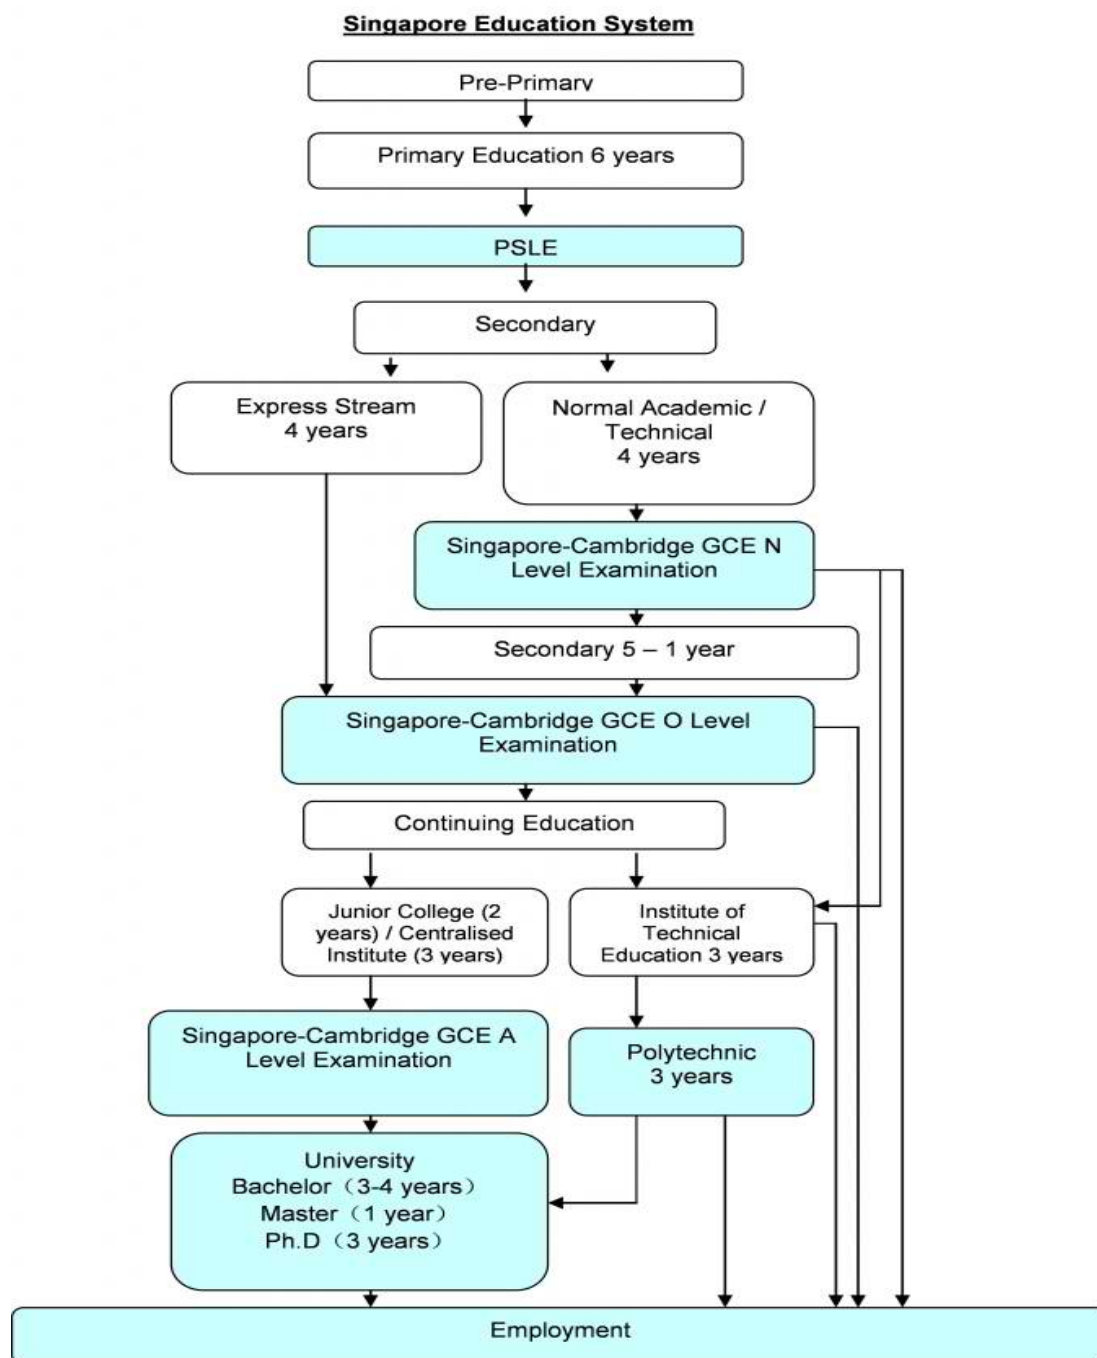 Singapore Education System
Pre-Primary
Primary Education 6 years
PSLE
Secondary
Express Stream
4 years
Normal Academic /
Technical
4 years
Singapore-Cambridge GCE N
Level Examination
Secondary 5 – 1 year
Singapore-Cambridge GCE O Level
Examination
Continuing Education
Junior College (2
years) / Centralised
Institute (3 years)
Institute of
Technical
Education 3 years
Singapore-Cambridge GCE A
Level Examination
Polytechnic
3 years
University
Bachelor（3-4 years）
Master（1 year）
Ph.D（3 years）
Employment